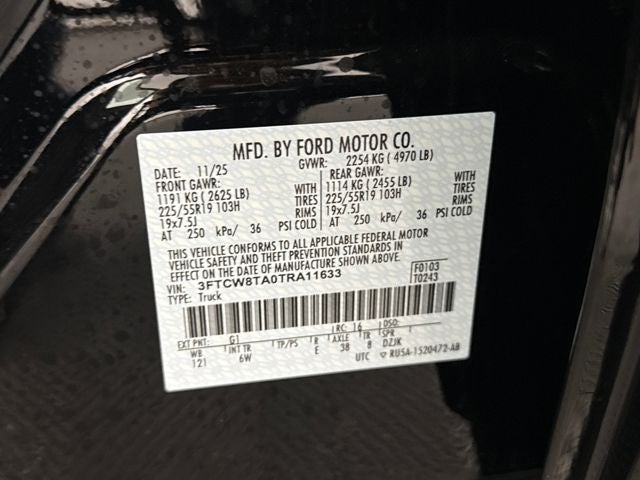 MFD. BY FORD MOTOR CO.
DATE: 11/25 GVWR: 2254 KG ( 4970 LB)
FRONT GAWR: REAR GAWR:
1191 KG ( 2625 LB) WITH 1114 KG ( 2455 LB) WITH
225/55R19 103H TIRES 225/55R19 103H TIRES
19x7.5J RIMS 19x7.5J RIMS
AT 250 kPa/ 36 PSI COLD AT 250 kPa/ 36 PSI COLD
THIS VEHICLE CONFORMS TO ALL APPLICABLE FEDERAL MOTOR
VEHICLE SAFETY AND THEFT PREVENTION STANDARDS IN EFFECT ON
THE DATE OF MANUFACTURE SHOWN ABOVE.
VIN: 3FTCW8TA0TRA11633 F0103
TYPE: Truck T0243
EXT PNT: G1 RC: 16 DSO:
WB INT TR TP/PS R AXLE TR SPR
121 6W E 38 8 DZJK
UTC RU5A-1520472-AB